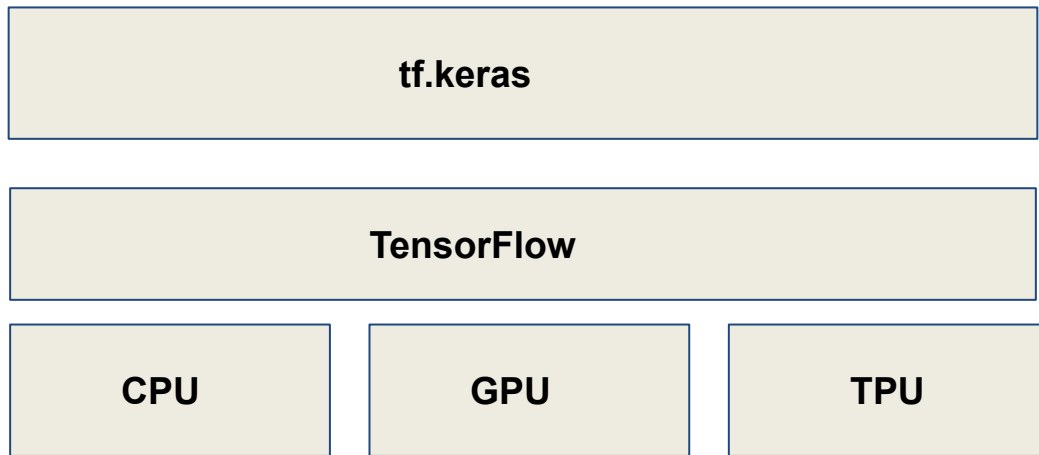 tf.keras
TensorFlow
CPU
GPU
TPU